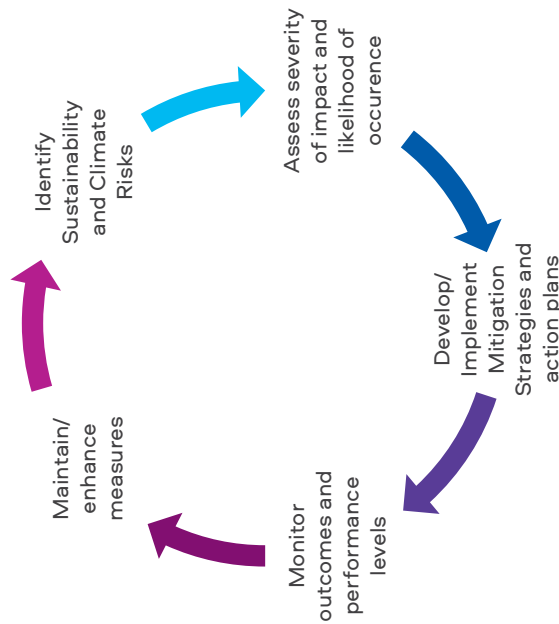 Identify
Sustainability
and Climate
Risks
Assess severity
of impact and
likelihood of
occurence
Develop/
Implement
Mitigation
Strategies and
action plans
Monitor
outcomes and
performance
levels
Maintain/
enhance
measures